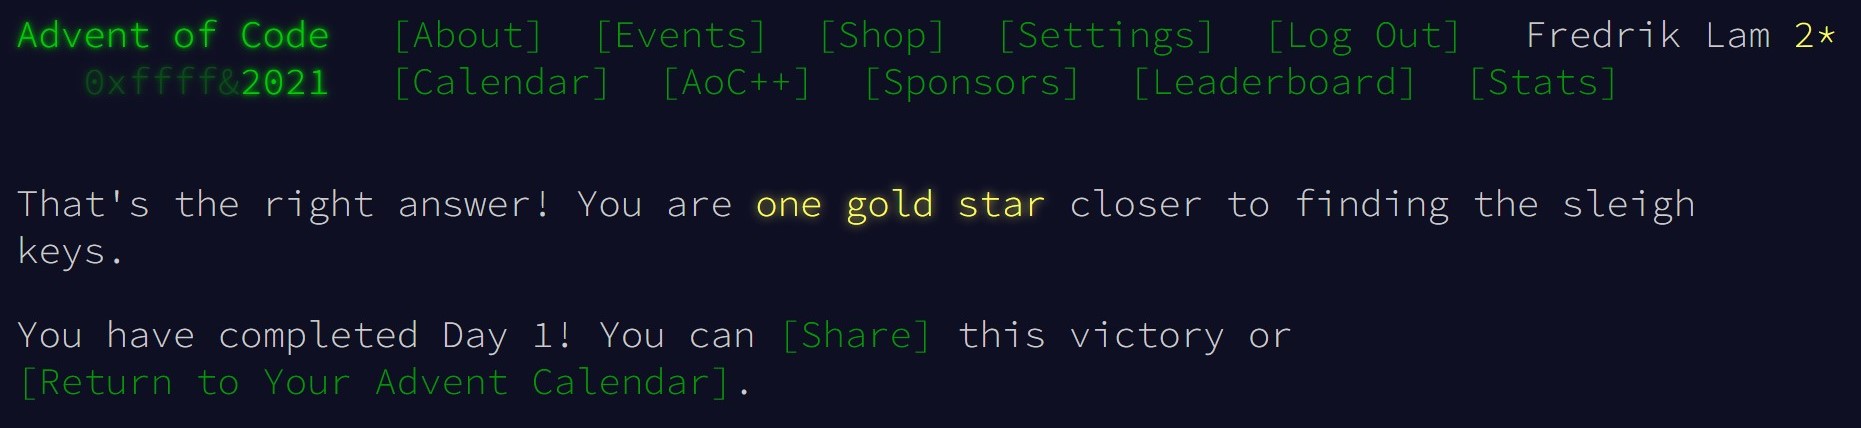 Advent of Code [About] [Events] [Shop] [Settings] [Log Out] Fredrik Lam 2*
0xffff&2021 [Calendar] [AoC++] [Sponsors] [Leaderboard] [Stats]
That's the right answer! You are one gold star closer to finding the sleigh
keys.
You have completed Day 1! You can [Share] this victory or
[Return to Your Advent Calendar].